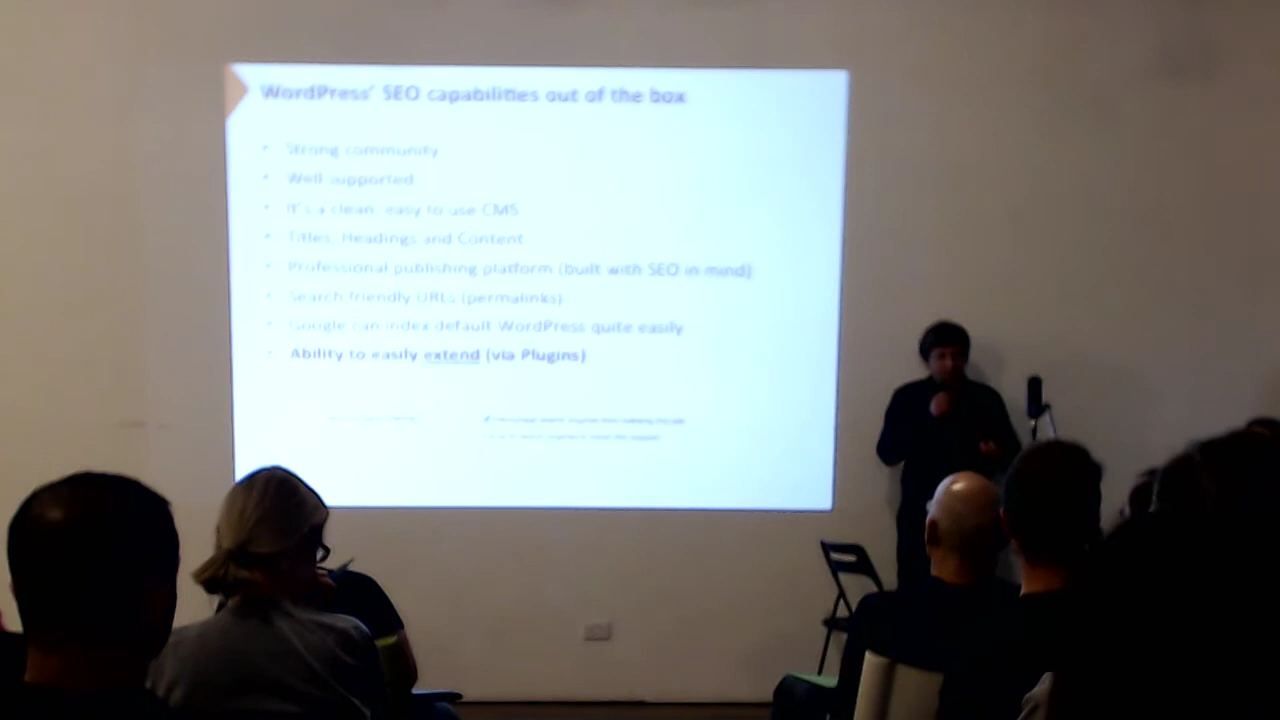 WordPress' SEO capabilities out of the box
• Strong community
• Well supported
• It's a clean, easy to use CMS
• Titles, Headings and Content
• Professional publishing platform (built with SEO in mind)
• Search friendly URLs (permalinks)
• Google can index default WordPress quite easily
• Ability to easily extend (via Plugins)